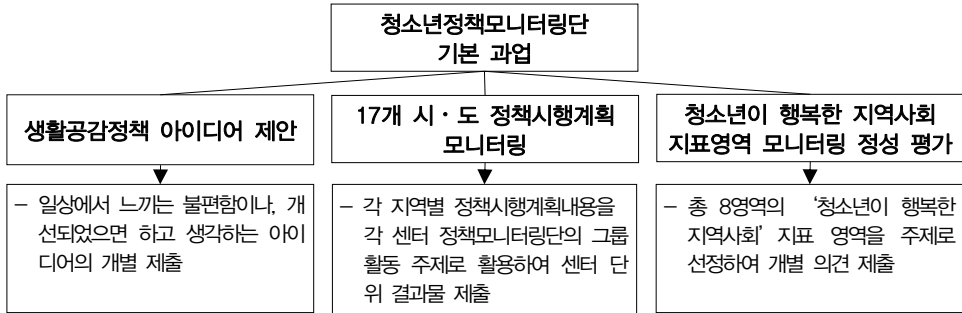 청소년정책모니터링단
기본 과업
생활공감정책 아이디어 제안
17개 시·도 정책시행계획
모니터링
청소년이 행복한 지역사회
지표영역 모니터링 정성 평가
- 일상에서 느끼는 불편함이나, 개
선되었으면 하고 생각하는 아이
디어의 개별 제출
- 각 지역별 정책시행계획내용을
각 센터 정책모니터링단의 그룹
활동 주제로 활용하여 센터 단
위 결과물 제출
- 총 8영역의 '청소년이 행복한
지역사회' 지표 영역을 주제로
선정하여 개별 의견 제출